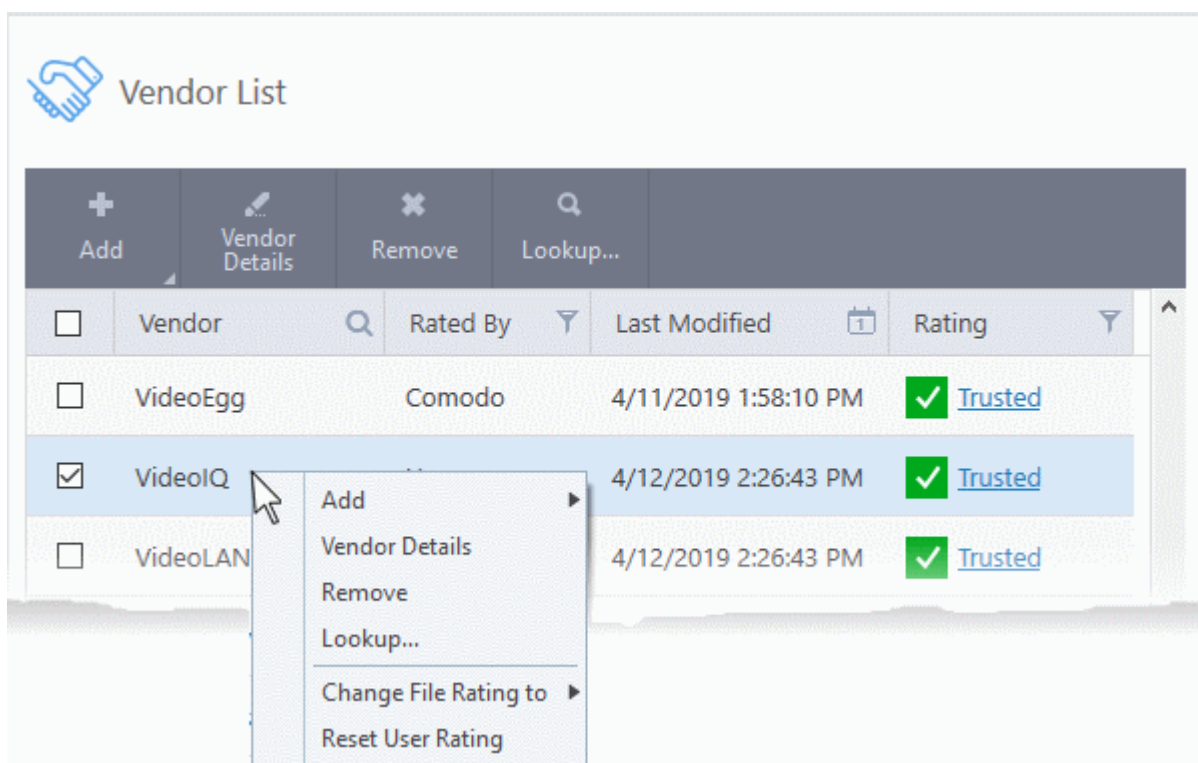 Vendor List
Add
Vendor
Details
Remove
Lookup...
Vendor
Rated By
1
Last Modified
Rating
VideoEgg
Comodo
4/11/2019 1:58:10 PM
Trusted
VideoIQ
4/12/2019 2:26:43 PM
Trusted
VideoLAN
4/12/2019 2:26:43 PM
Trusted
Add
Vendor Details
Remove
Lookup...
Change File Rating to
Reset User Rating